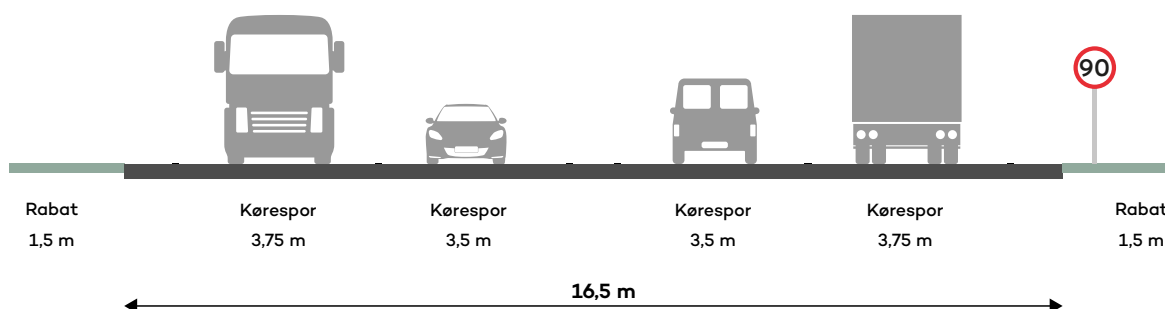 90
Rabat
1,5 m
Kørespor
3,75 m
Kørespor
3,5 m
Kørespor
3,5 m
Kørespor
3,75 m
Rabat
1,5 m
16,5 m